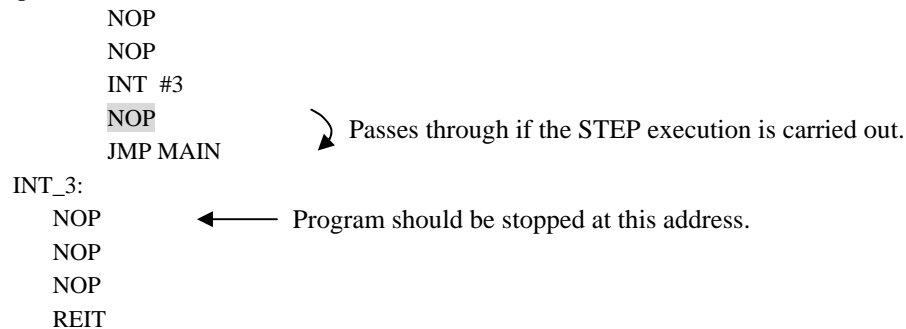 NOP
NOP
INT #3
NOP
Passes through if the STEP execution is carried out.
JMP MAIN
INT_3:
NOP Program should be stopped at this address.
NOP
NOP
REIT